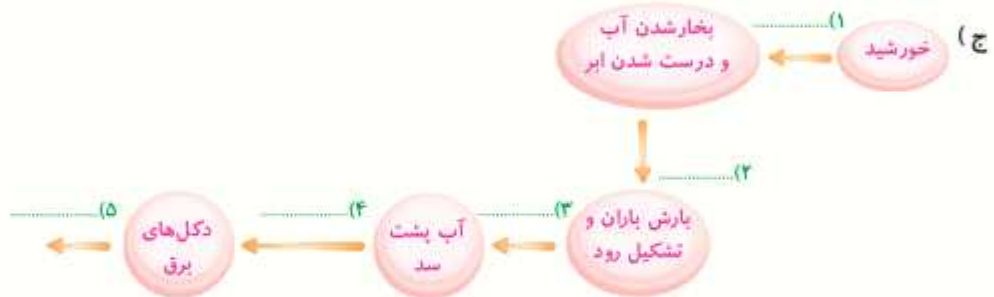 ج )
خورشید
۱)...............
بخارشدن آب
و درست شدن ابر
۲)...............
بارش باران و
تشکیل رود
۳)...............
آب پشت
سد
۴)...............
دکل‌های
برق
۵)...............